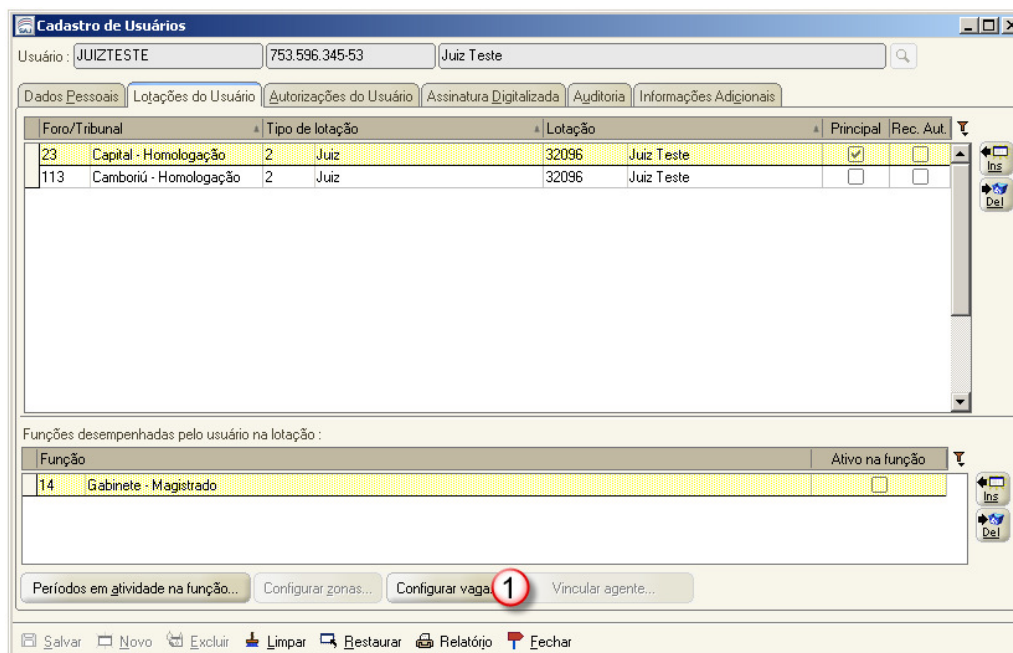 Cadastro de Usuários
Usuário : JUIZTESTE 753.596.345-53 Juiz Teste
Dados Pessoais Lotações do Usuário Autorizações do Usuário Assinatura Digitalizada Auditoria Informações Adicionais
Foro/Tribunal Tipo de lotação Lotação Principal Rec. Aut.
23 Capital - Homologação 2 Juiz 32096 Juiz Teste
113 Camboriú - Homologação 2 Juiz 32096 Juiz Teste
Ins
Del
Funções desempenhadas pelo usuário na lotação :
Função Ativo na função
14 Gabinete - Magistrado
Ins
Del
Períodos em atividade na função... Configurar zonas... Configurar vaga. 1 Vincular agente...
Salvar Novo Excluir Limpar Restaurar Relatório Fechar